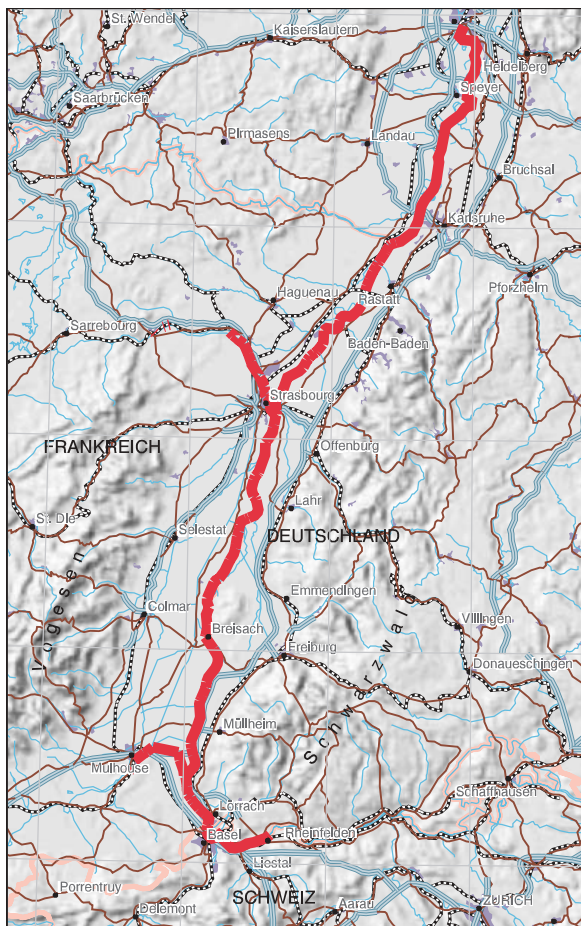 St. Wendel
Kaiserslautern
Heidelberg
Saarbrücken
Speyer
Pirmasens
Landau
Bruchsal
Karlsruhe
Pforzheim
Haguenau
Rastatt
Sarrebourg
Baden-Baden
Strasbourg
FRANKREICH
Offenburg
Lahr
St. Die
Selestat
DEUTSCHLAND
Vogesen
Emmendingen
Colmar
Villingen
Breisach
Freiburg
Donaueschingen
Schwarzwald
Müllheim
Mulhouse
Schaffhausen
Lörrach
Basel
Rheinfelden
Liestal
Porrentruy
SCHWEIZ
Delemont
Aarau
ZÜRICH